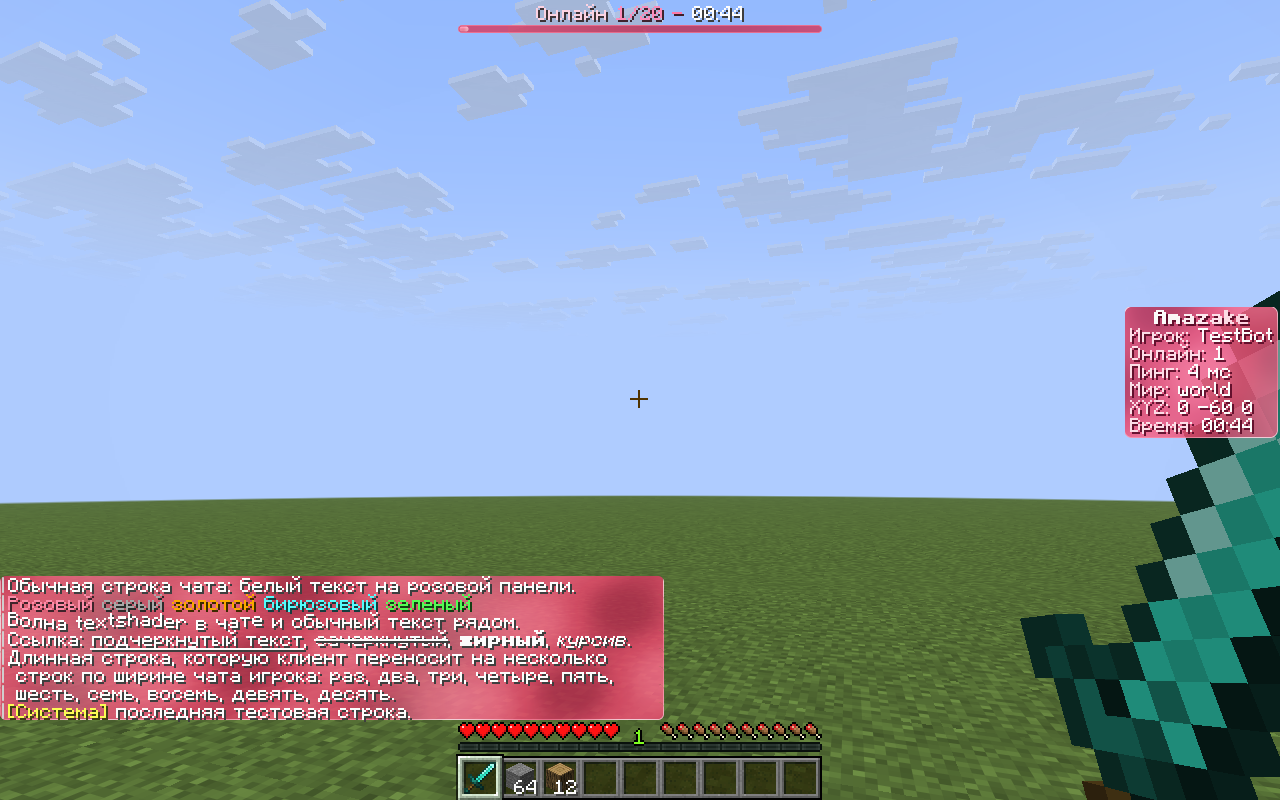 Онлайн 1/20 - 00:44
Amazake
Игрок: TestBot
Онлайн: 1
Пинг: 4 мс
Мир: world
XYZ: 0 -60 0
Время: 00:44
Обычная строка чата: белый текст на розовой панели.
Розовый серый золотой бирюзовый зеленый
Волна textshader в чате и обычный текст рядом.
Ссылка: подчеркнутый текст, зачеркнутый, жирный, курсив.
Длинная строка, которую клиент переносит на несколько
строк по ширине чата игрока: раз, два, три, четыре, пять,
шесть, семь, восемь, девять, десять.
[Система] последняя тестовая строка.
1
64 12